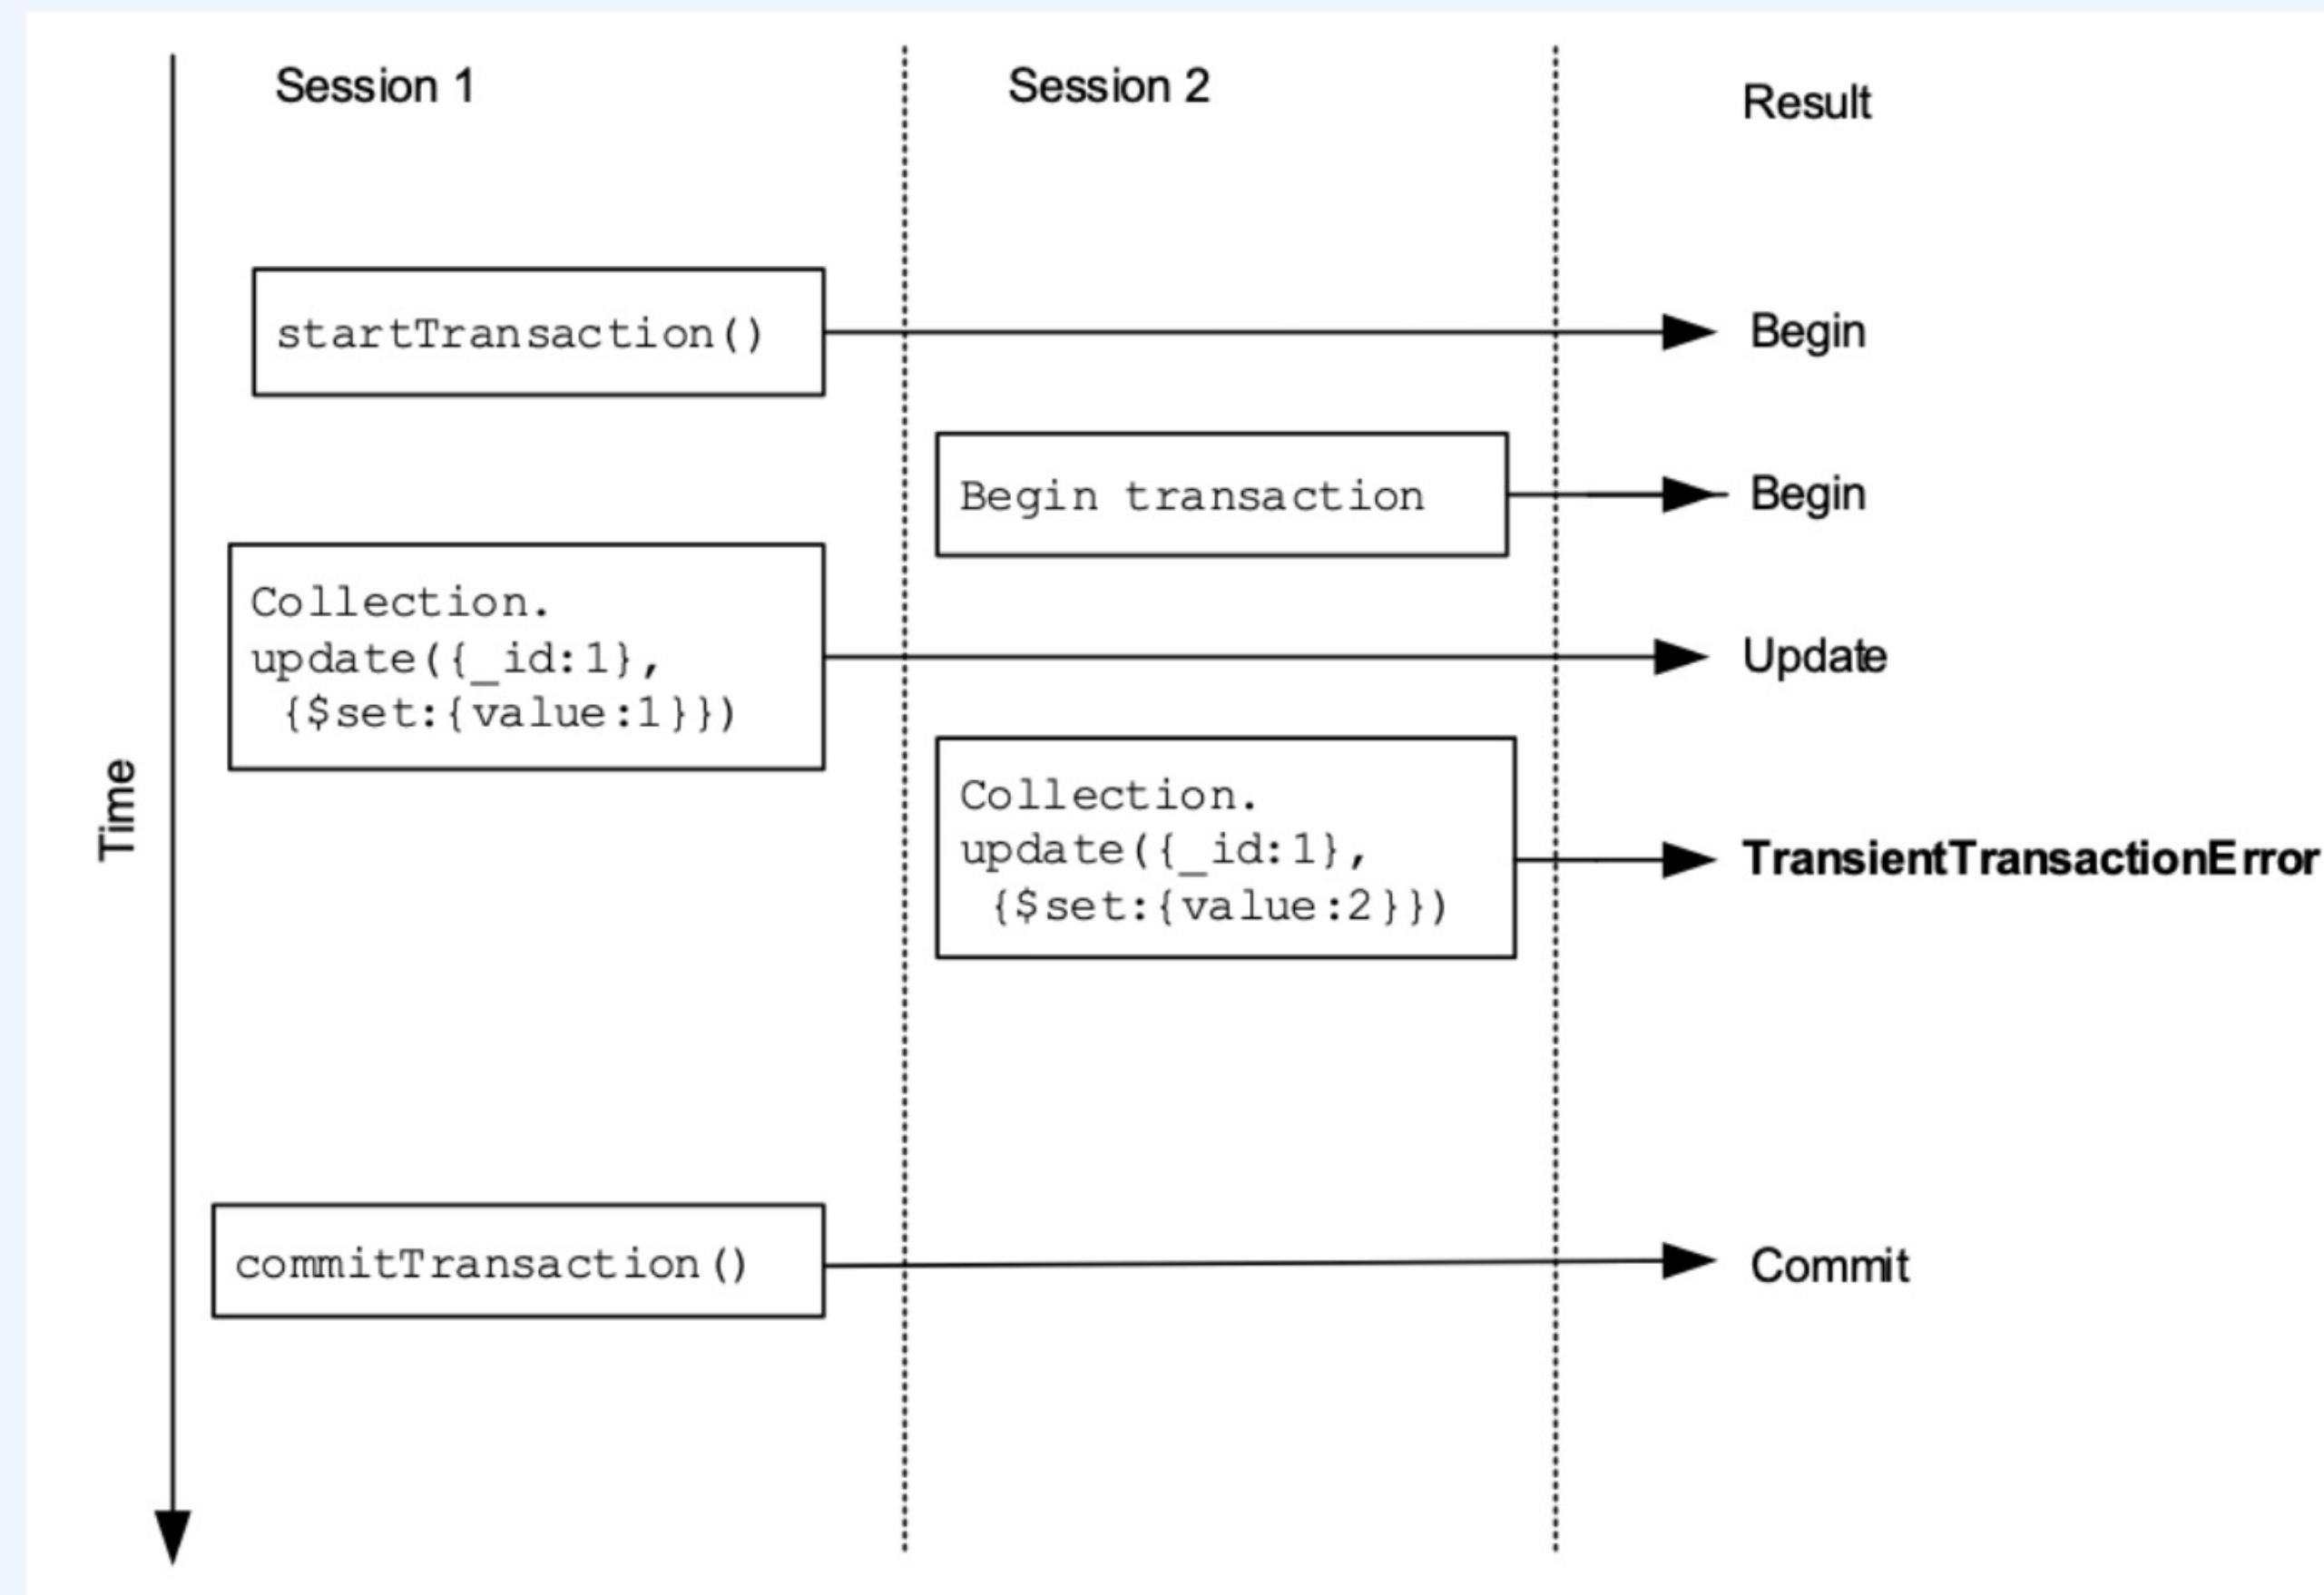 Session 1
Session 2
Result
startTransaction()
Begin
Begin transaction
Begin
Collection.
update({_id:1},
{$set:{value:1}})
Update
Collection.
update({_id:1},
{$set:{value:2}})
TransientTransactionError
Time
commitTransaction()
Commit